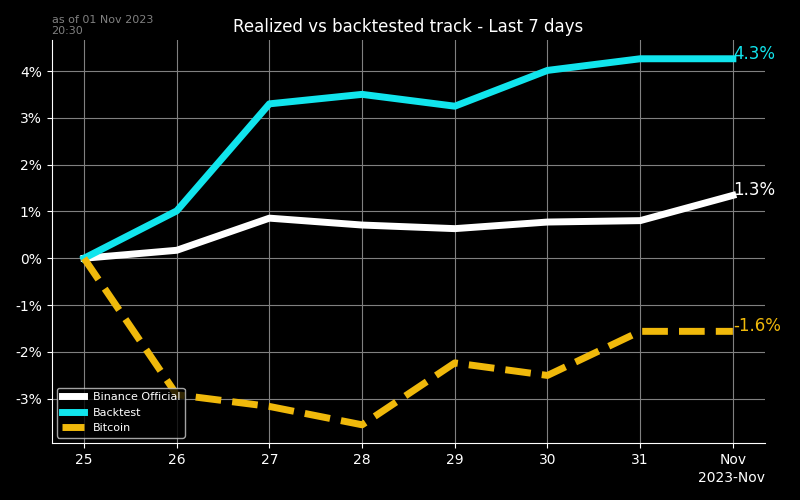 as of 01 Nov 2023
20:30
Realized vs backtested track - Last 7 days
4%
3%
2%
1%
0%
-1%
-2%
-3%
4.3%
1.3%
-1.6%
Binance Official
Backtest
Bitcoin
25 26 27 28 29 30 31 Nov
2023-Nov